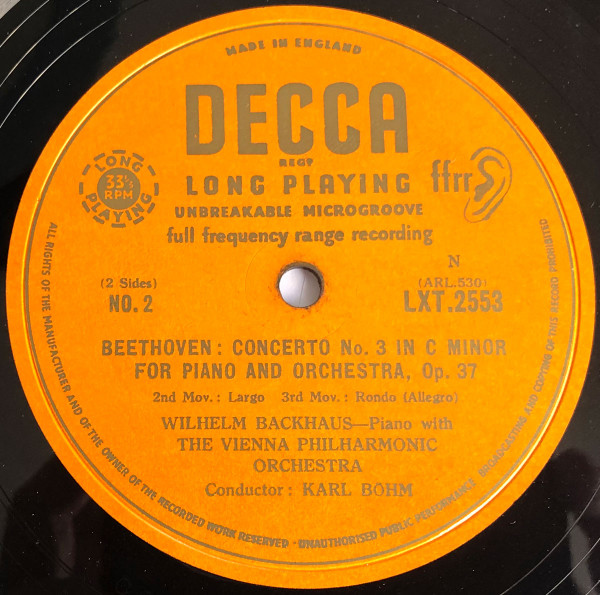 MADE IN ENGLAND
DECCA
REGD
LONG PLAYING
33⅓
RPM
LONG PLAYING
ffrr
UNBREAKABLE MICROGROOVE
full frequency range recording
N
(2 Sides)
(ARL.530)
NO. 2
LXT.2553
BEETHOVEN: CONCERTO No. 3 IN C MINOR
FOR PIANO AND ORCHESTRA, Op. 37
2nd Mov.: Largo 3rd Mov.: Rondo (Allegro)
WILHELM BACKHAUS—Piano with
THE VIENNA PHILHARMONIC
ORCHESTRA
Conductor: KARL BÖHM
ALL RIGHTS OF THE MANUFACTURER AND OF THE OWNER OF THE RECORDED WORK RESERVED · UNAUTHORISED PUBLIC PERFORMANCE BROADCASTING AND COPYING OF THIS RECORD PROHIBITED